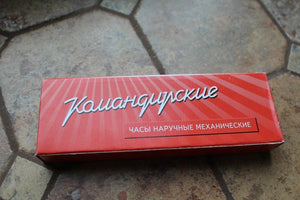 Командирские
ЧАСЫ НАРУЧНЫЕ МЕХАНИЧЕСКИЕ